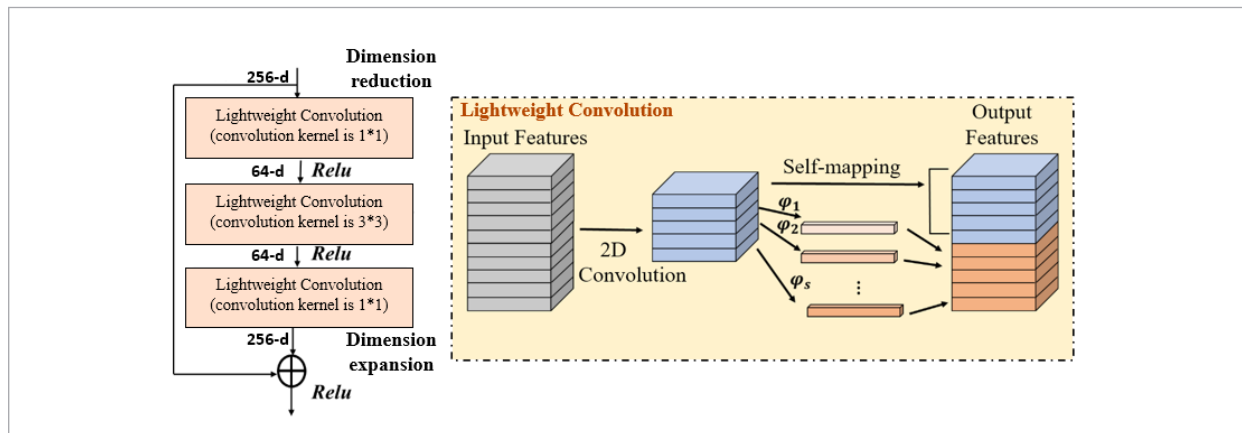 Dimension
reduction
256-d
Lightweight Convolution
(convolution kernel is 1*1)
64-d
Relu
Lightweight Convolution
(convolution kernel is 3*3)
64-d
Relu
Lightweight Convolution
(convolution kernel is 1*1)
256-d
Dimension
expansion
Relu
Lightweight Convolution
Input Features
2D
Convolution
Self-mapping
φ1
φ2
φs
⋮
Output
Features